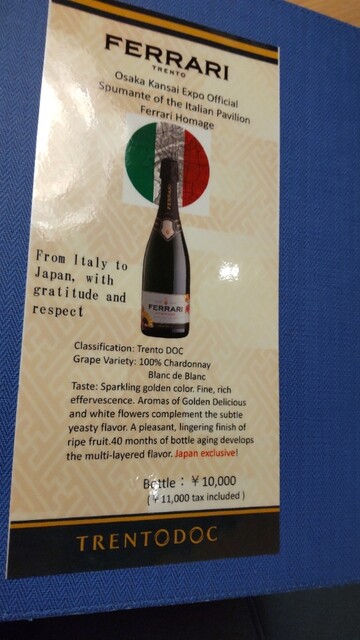 FERRARI
TRENTO
Osaka Kansai Expo Official
Spumante of the Italian Pavilion
Ferrari Homage
FERRARI
From Italy to
Japan, with
gratitude and
respect
FERRARI
Classification: Trento DOC
Grape Variety: 100% Chardonnay
Blanc de Blanc
Taste: Sparkling golden color. Fine, rich
effervescence. Aromas of Golden Delicious
and white flowers complement the subtle
yeasty flavor. A pleasant, lingering finish of
ripe fruit.40 months of bottle aging develops
the multi-layered flavor. Japan exclusive!
Bottle：￥10,000
(￥11,000 tax included )
TRENTODOC